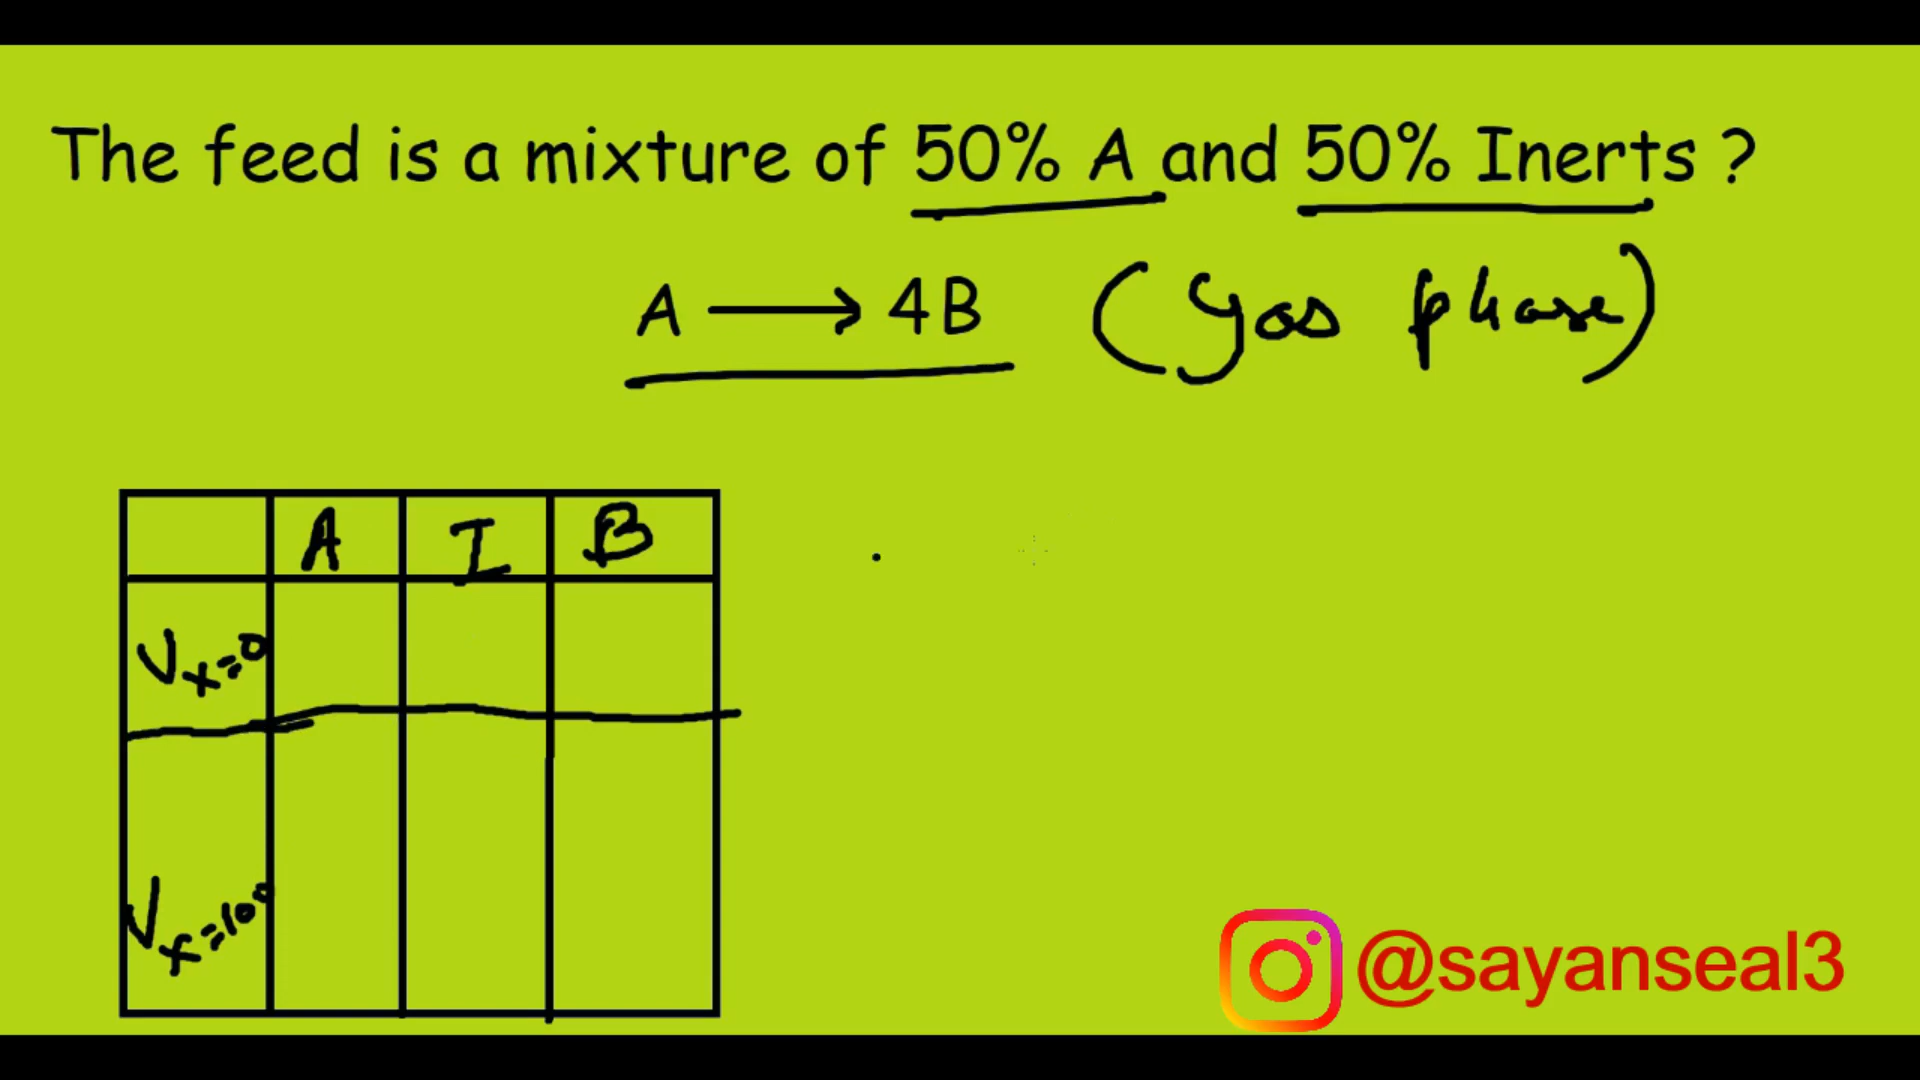 The feed is a mixture of 50% A and 50% Inerts ?
A → 4B (gas phase)
A I B
Vx=0
Vx=100
@sayanseal3